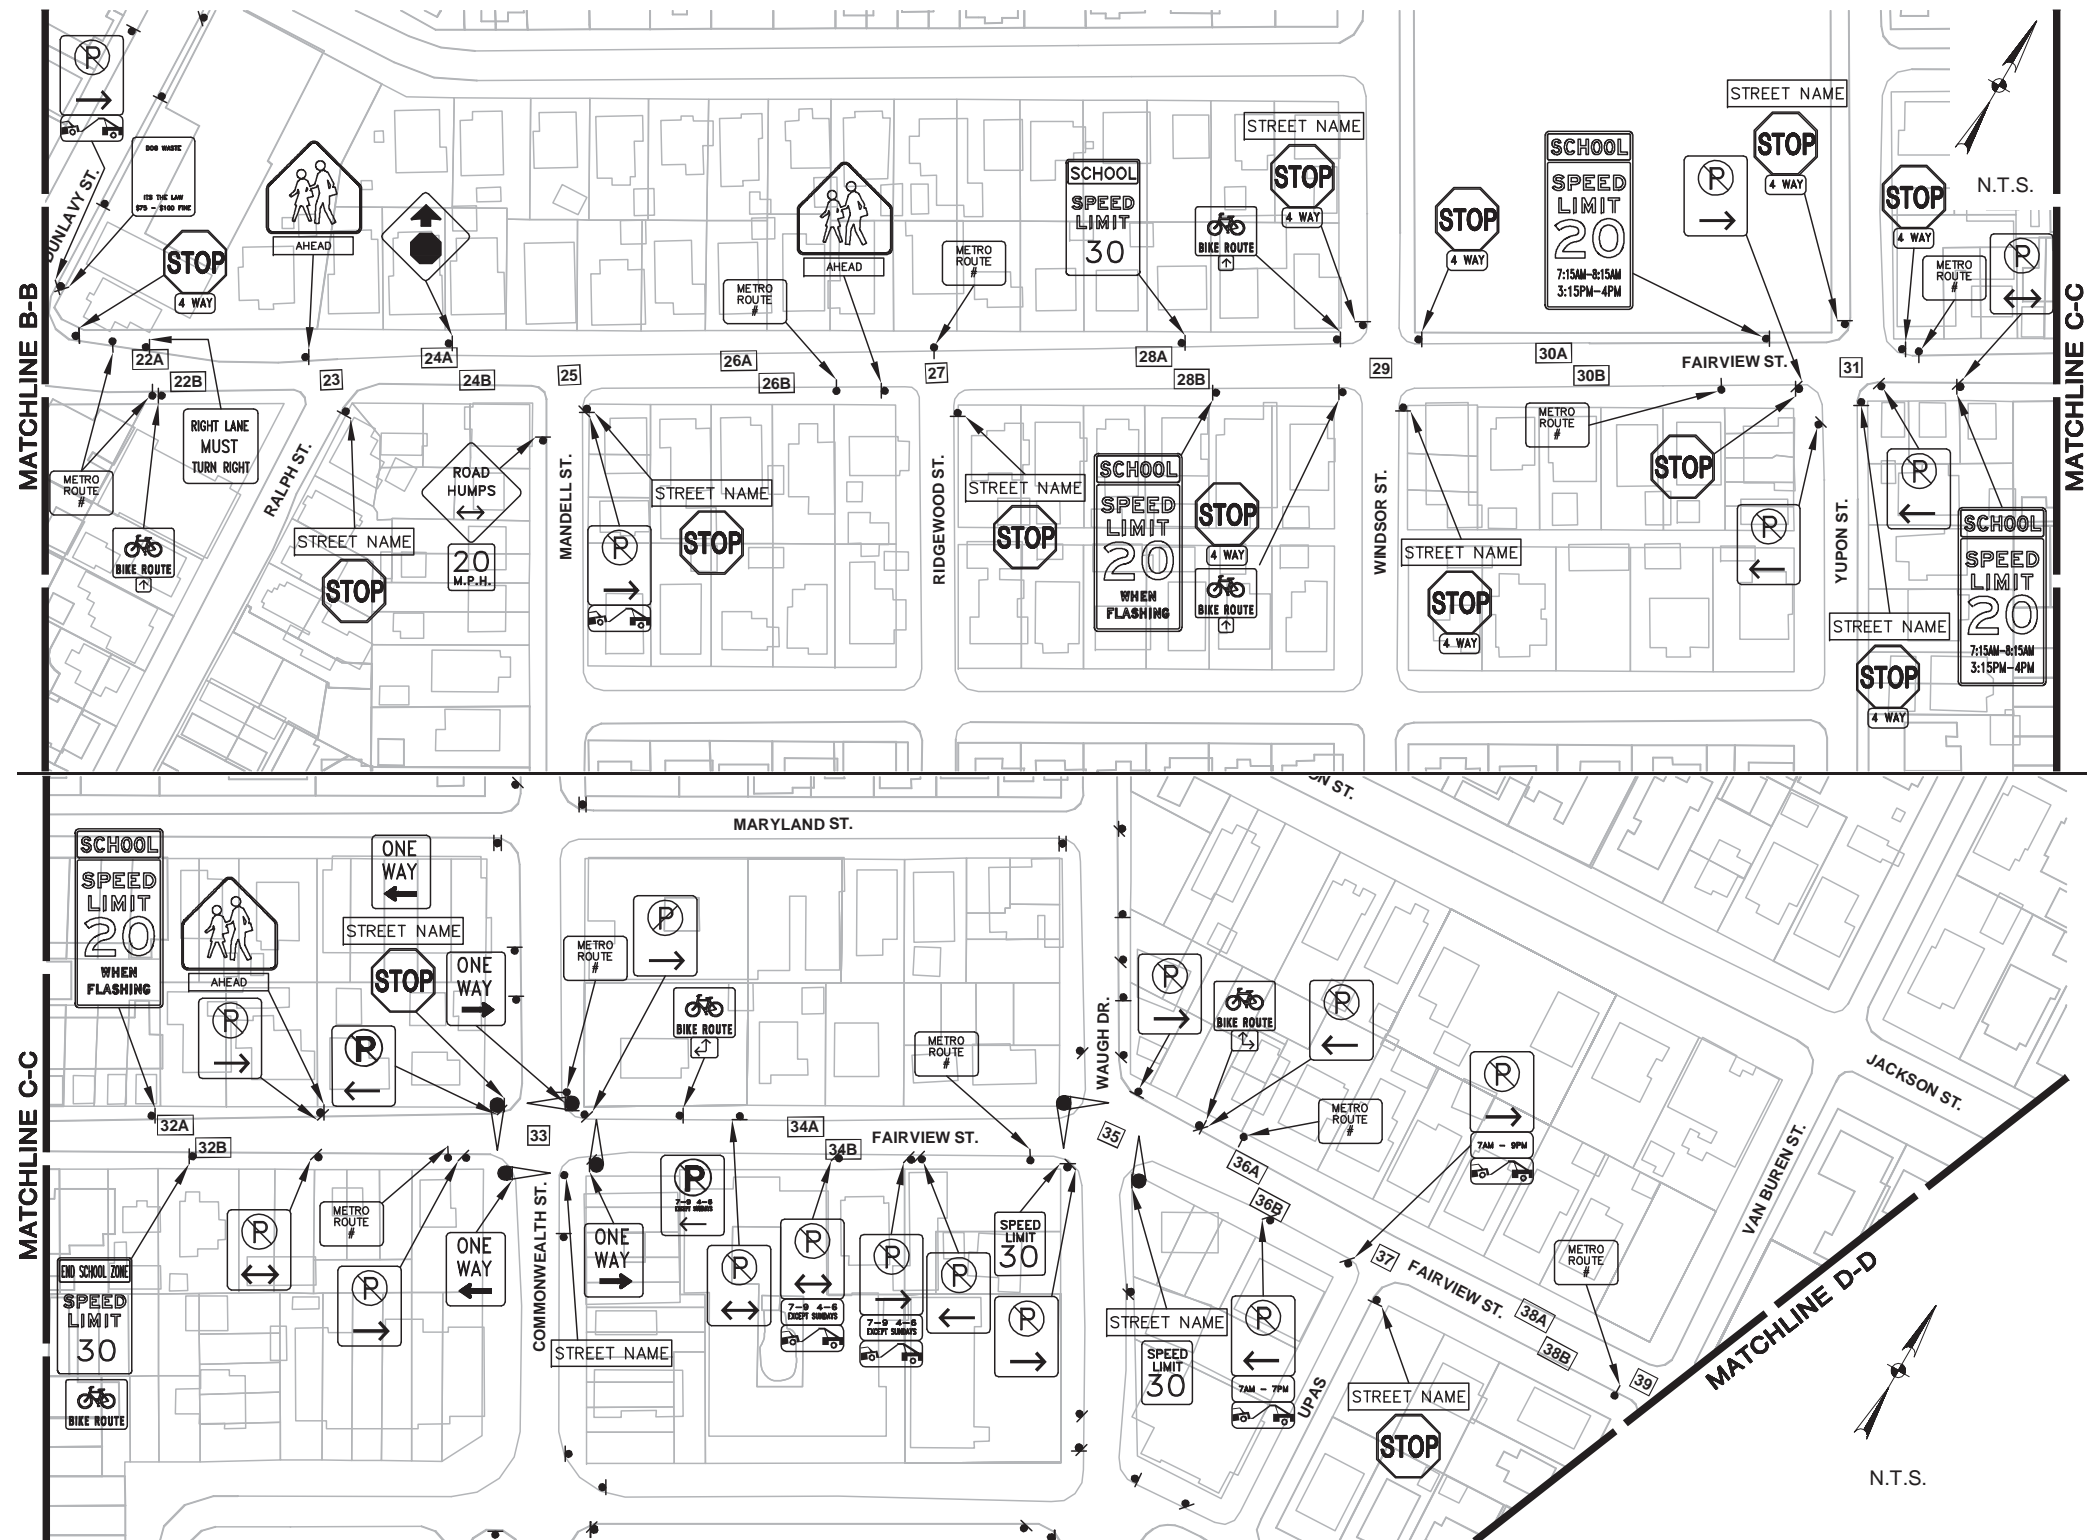 MATCHLINE B-B
DUNLAVY ST.
P
DOG WASTE
ITS THE LAW
$75 - $100 FINE
STOP
4 WAY
AHEAD
METRO
ROUTE
#
AHEAD
METRO
ROUTE
#
SCHOOL
SPEED
LIMIT
30
STREET NAME
STOP
4 WAY
BIKE ROUTE
STOP
4 WAY
SCHOOL
SPEED
LIMIT
20
7:15AM-8:15AM
3:15PM-4PM
P
STREET NAME
STOP
4 WAY
STOP
4 WAY
METRO
ROUTE
#
P
N.T.S.
MATCHLINE C-C
22A
22B
23
24A
24B
25
26A
26B
27
28A
28B
29
30A
30B
FAIRVIEW ST.
31
METRO
ROUTE
#
RIGHT LANE
MUST
TURN RIGHT
BIKE ROUTE
RALPH ST.
STREET NAME
STOP
ROAD
HUMPS
20
M.P.H.
MANDELL ST.
P
STREET NAME
STOP
RIDGEWOOD ST.
STREET NAME
STOP
SCHOOL
SPEED
LIMIT
20
WHEN
FLASHING
STOP
4 WAY
BIKE ROUTE
WINDSOR ST.
STREET NAME
STOP
4 WAY
METRO
ROUTE
#
STOP
P
YUPON ST.
STREET NAME
STOP
4 WAY
P
SCHOOL
SPEED
LIMIT
20
7:15AM-8:15AM
3:15PM-4PM
MATCHLINE C-C
SCHOOL
SPEED
LIMIT
20
WHEN
FLASHING
AHEAD
P
P
ONE
WAY
STREET NAME
STOP
ONE
WAY
MARYLAND ST.
METRO
ROUTE
#
P
BIKE ROUTE
METRO
ROUTE
#
WAUGH DR.
ON ST.
P
BIKE ROUTE
P
METRO
ROUTE
#
P
7AM - 9PM
JACKSON ST.
VAN BUREN ST.
32A
32B
33
34A
34B
FAIRVIEW ST.
35
36A
36B
37
FAIRVIEW ST.
38A
38B
39
END SCHOOL ZONE
SPEED
LIMIT
30
BIKE ROUTE
P
METRO
ROUTE
#
P
ONE
WAY
COMMONWEALTH ST.
STREET NAME
ONE
WAY
P
7-9 4-6
EXCEPT SUNDAYS
P
P
7-9 4-6
EXCEPT SUNDAYS
P
7-9 4-6
EXCEPT SUNDAYS
P
SPEED
LIMIT
30
P
STREET NAME
SPEED
LIMIT
30
P
7AM - 7PM
UPAS
STREET NAME
STOP
METRO
ROUTE
#
MATCHLINE D-D
N.T.S.